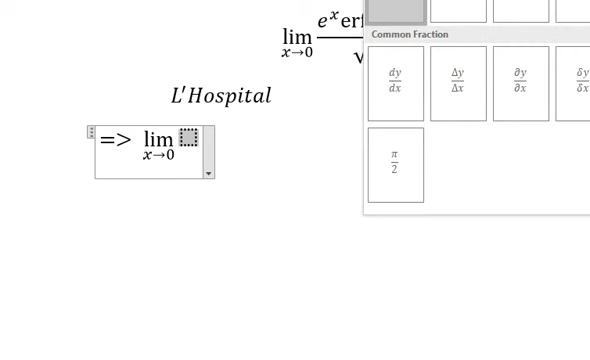 lim x→0 e^x erf
√
Common Fraction
dy/dx Δy/Δx ∂y/∂x δy/δx
L'Hospital
=> lim x→0
π/2